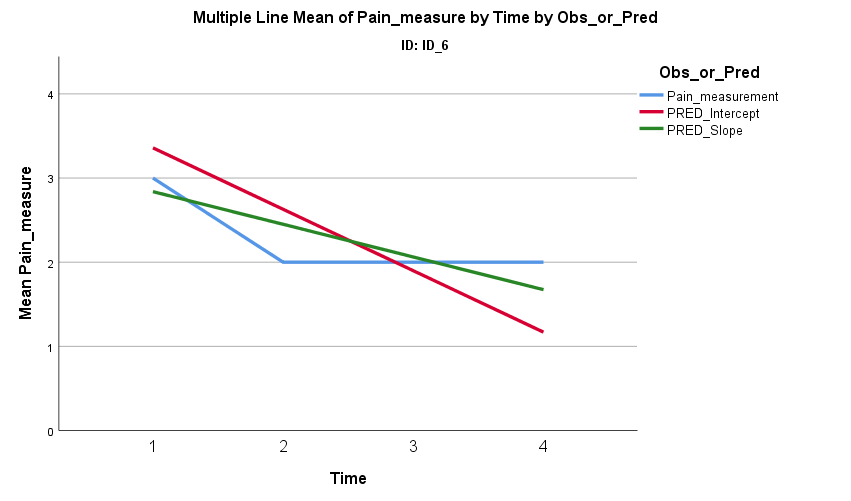 Multiple Line Mean of Pain_measure by Time by Obs_or_Pred
ID: ID_6
Obs_or_Pred
Pain_measurement
PRED_Intercept
PRED_Slope
Mean Pain_measure
4
3
2
1
0
1 2 3 4
Time